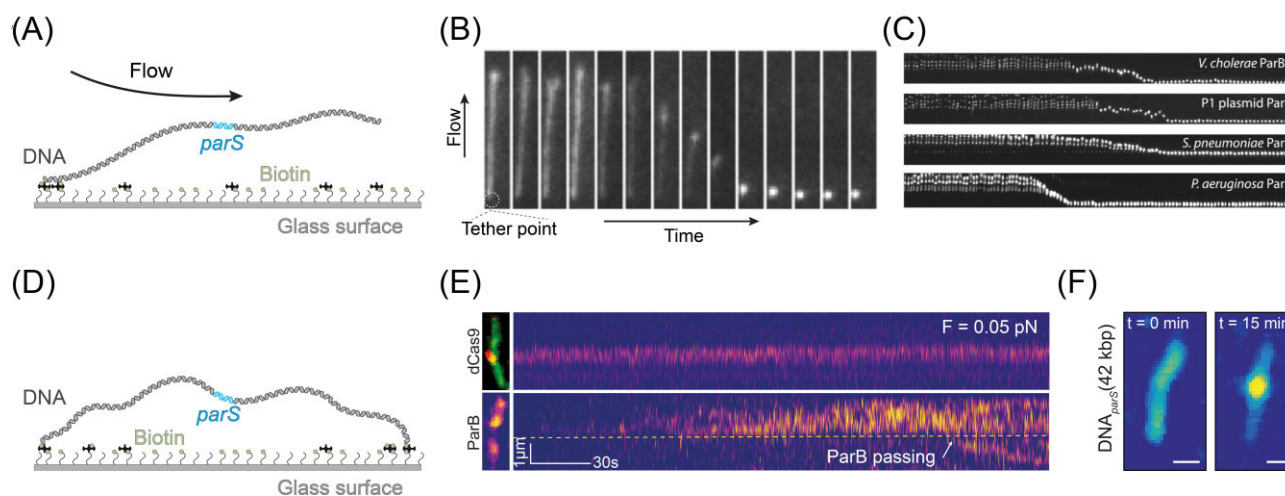 (A)
Flow
parS
DNA
Biotin
Glass surface
(B)
Flow
Tether point
Time
(C)
V. cholerae ParB
P1 plasmid Par
S. pneumoniae Par
P. aeruginosa Par
(D)
DNA
parS
Biotin
Glass surface
(E)
dCas9
F = 0.05 pN
ParB
1μm
30s
ParB passing
(F)
DNAparS(42 kbp)
t = 0 min
t = 15 min